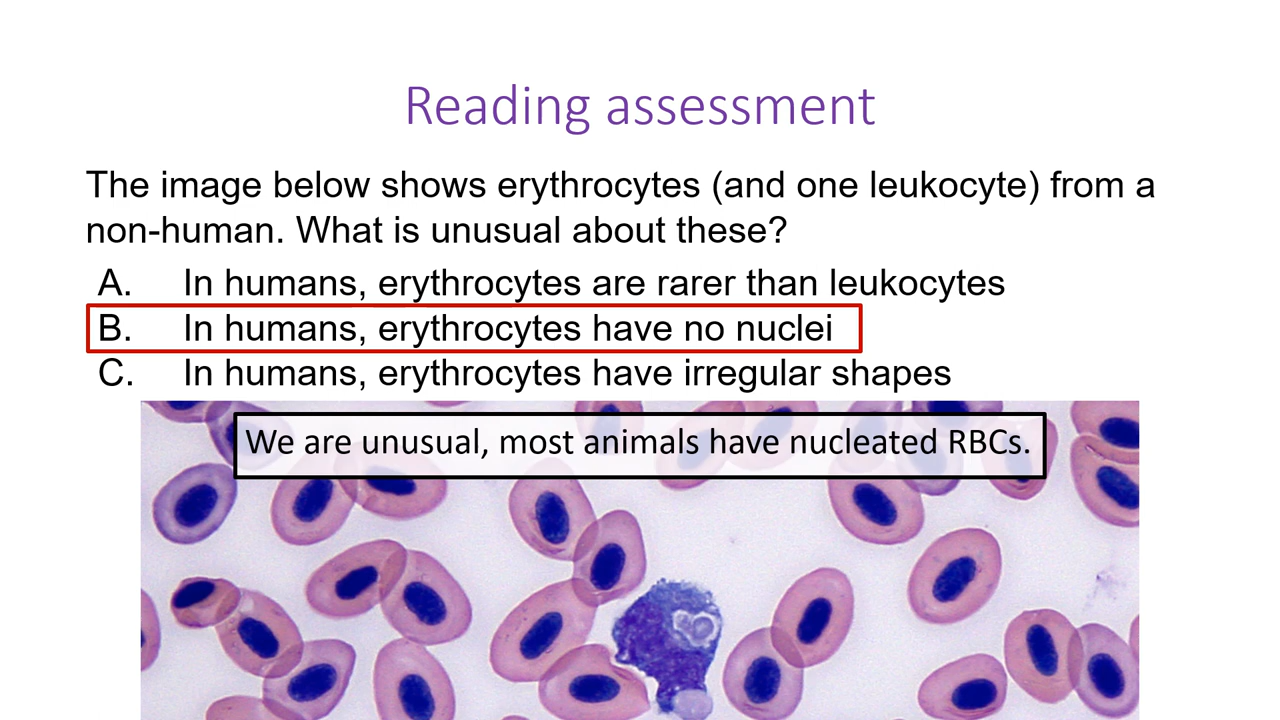 Reading assessment
The image below shows erythrocytes (and one leukocyte) from a
non-human. What is unusual about these?
A. In humans, erythrocytes are rarer than leukocytes
B. In humans, erythrocytes have no nuclei
C. In humans, erythrocytes have irregular shapes
We are unusual, most animals have nucleated RBCs.